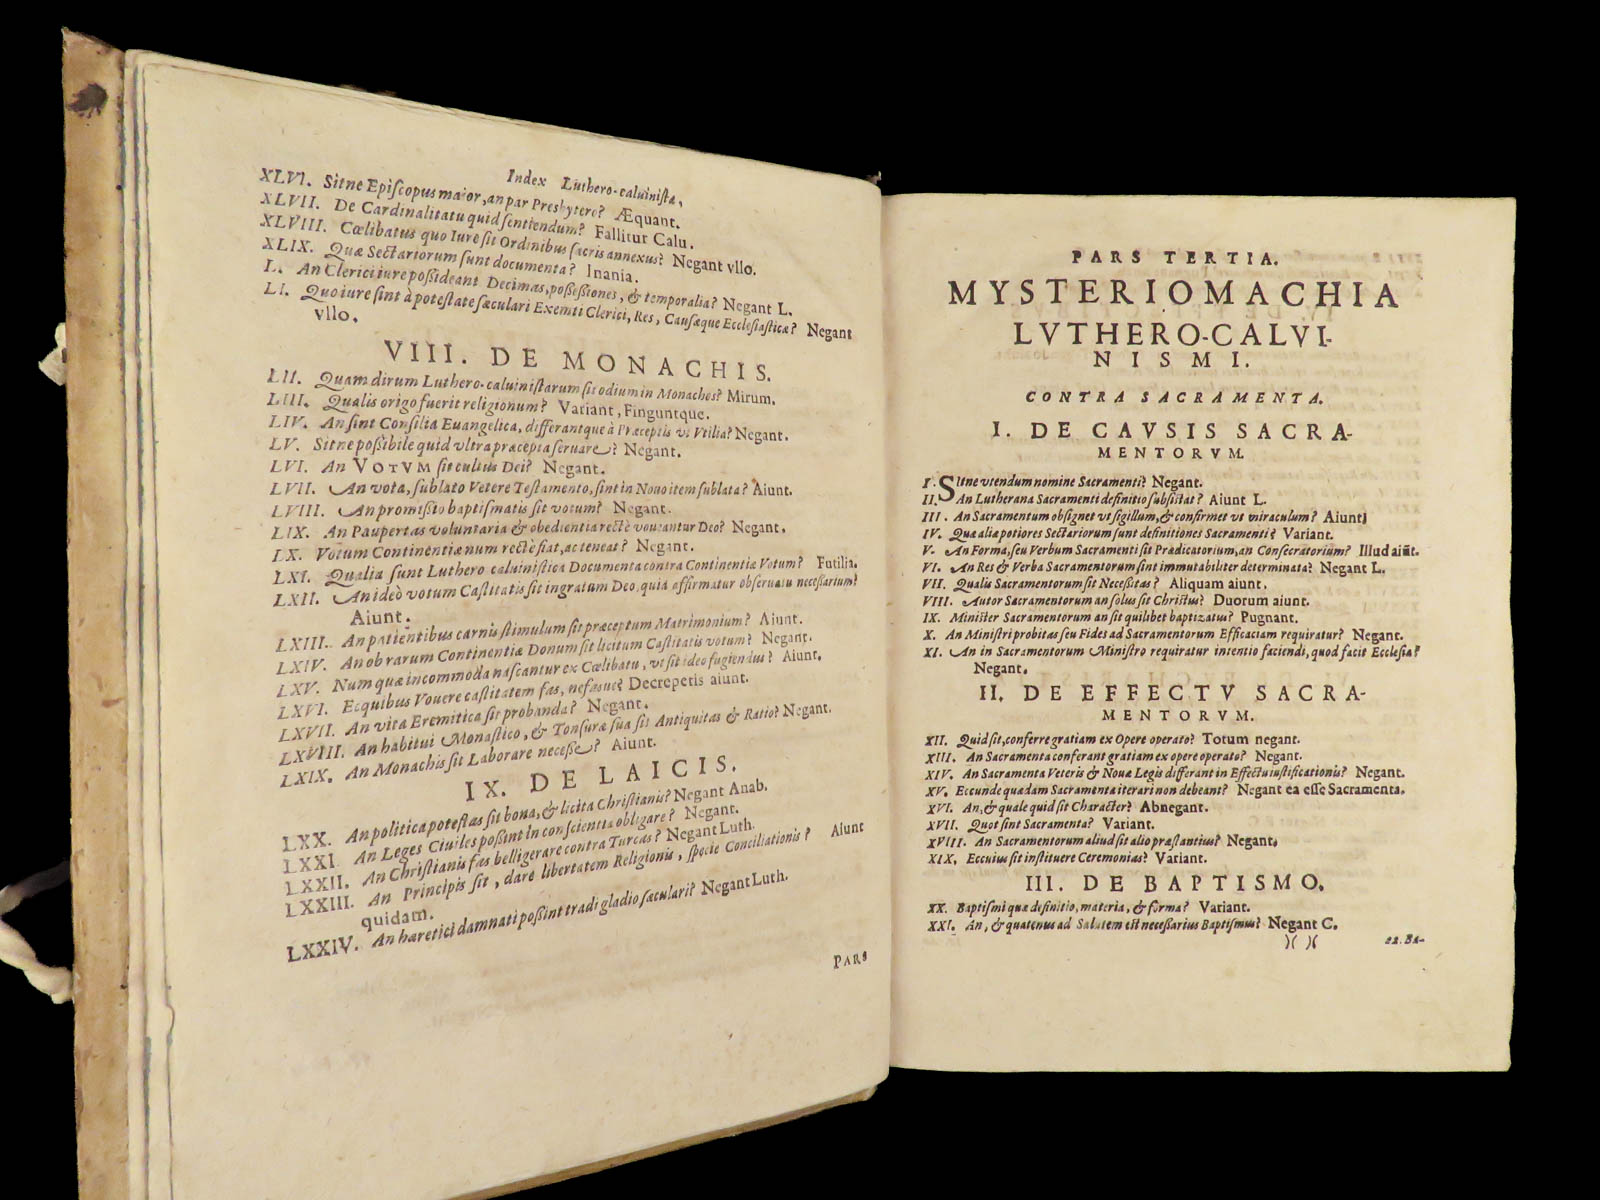 Index Luthero-caluinista,
XLVI. Sitne Episcopus maior, an par Presbytero? Æquant.
XLVII. De Cardinalitatu quid sentiendum? Fallitur Calu.
XLVIII. Cœlibatus quo Iure sit Ordinibus sacris annexus? Negant vllo.
XLIX. Quæ Sectariorum sunt documenta? Inania.
L. An Clerici iure possideant Decimas, possessiones, & temporalia? Negant L.
LI. Quo iure sint à potestate sæculari Exemti Clerici, Res, Causæque Ecclesiasticæ? Negant
vllo.
VIII. DE MONACHIS.
LII. Quam dirum Luthero-caluinistarum sit odium in Monachos? Mirum.
LIII. Qualis origo fuerit religionum? Variant, Finguntque.
LIV. An sint Consilia Euangelica, differantque à Præceptis vt Vtilia? Negant.
LV. Sitne possibile quid vltra præcepta seruare? Negant.
LVI. An VOTVM sit cultus Dei? Negant.
LVII. An vota, sublato Vetere Testamento, sint in Nouo item sublata? Aiunt.
LVIII. An promissio baptismatis sit votum? Negant.
LIX. An Paupertas voluntaria & obedientia rectè voueantur Deo? Negant.
LX. Votum Continentiæ num rectè fiat, ac teneat? Negant.
LXI. Qualia sunt Luthero caluinistica Documenta contra Continentiæ Votum? Futilia.
LXII. An ideò votum Castitatis sit ingratum Deo, quia affirmatur obseruatu necessarium?
Aiunt.
LXIII. An patientibus carnis stimulum sit præceptum Matrimonium? Aiunt.
LXIV. An ob rarum Continentiæ Donum sit licitum Castitatis votum? Negant.
LXV. Num quæ incommoda nascantur ex Cœlibatu, vt sit ideo fugiendus? Aiunt.
LXVI. Ecquibus Vouere castitatem fas, nefasue? Decrepetis aiunt.
LXVII. An vita Eremitica sit probanda? Negant.
LXVIII. An habitui Monastico, & Tonsuræ sua sit Antiquitas & Ratio? Negant.
LXIX. An Monachis sit Laborare necesse? Aiunt.
IX. DE LAICIS.
LXX. An politica potestas sit bona, & licita Christianis? Negant Anab.
LXXI An Leges Ciuiles possint in conscientia obligare? Negant.
LXXII. An Christianis fas belligerare contra Turcas? Negant Luth.
LXXIII. An Principis sit, dare libertatem Religionis, specie Conciliationis? Aiunt
quidam.
LXXIV. An hæretici damnati possint tradi gladio sæculari? Negant Luth.
PARS
PARS TERTIA.
MYSTERIOMACHIA
LVTHERO-CALVI-
NISMI.
CONTRA SACRAMENTA.
I. DE CAVSIS SACRA-
MENTORVM.
I. Sitne vtendum nomine Sacramenti? Negant.
II. An Lutherana Sacramenti definitio subsistat? Aiunt L.
III. An Sacramentum obsignet vt sigillum, & confirmet vt miraculum? Aiunt.
IV. Quæ aliæ potiores Sectariorum sunt definitiones Sacramenti? Variant.
V. An Forma, seu Verbum Sacramenti sit Prædicatorium, an Consecratorium? Illud aiūt.
VI. An Res & Verba Sacramentorum sint immutabiliter determinata? Negant L.
VII. Qualis Sacramentorum sit Necessitas? Aliquam aiunt.
VIII. Autor Sacramentorum an solus sit Christus? Duorum aiunt.
IX. Minister Sacramentorum an sit quilibet baptizatus? Pugnant.
X. An Ministri probitas seu Fides ad Sacramentorum Efficaciam requiratur? Negant.
XI. An in Sacramentorum Ministro requiratur intentio faciendi, quod facit Ecclesia?
Negant.
II. DE EFFECTV SACRA-
MENTORVM.
XII. Quid sit, conferre gratiam ex Opere operato? Totum negant.
XIII. An Sacramenta conferant gratiam ex opere operato? Negant.
XIV. An Sacramenta Veteris & Nouæ Legis differant in Effectu iustificationis? Negant.
XV. Eccunde quædam Sacramenta iterari non debeant? Negant ea esse Sacramenta.
XVI. An, & quale quid sit Character? Abnegant.
XVII. Quot sint Sacramenta? Variant.
XVIII. An Sacramentorum aliud sit alio præstantius? Negant.
XIX. Eccuius sit instituere Ceremonias? Variant.
III. DE BAPTISMO.
XX. Baptismi quæ definitio, materia, & forma? Variant.
XXI. An, & quatenus ad Salutem est necessarius Baptismus? Negant C.
)( )( 22. BA-